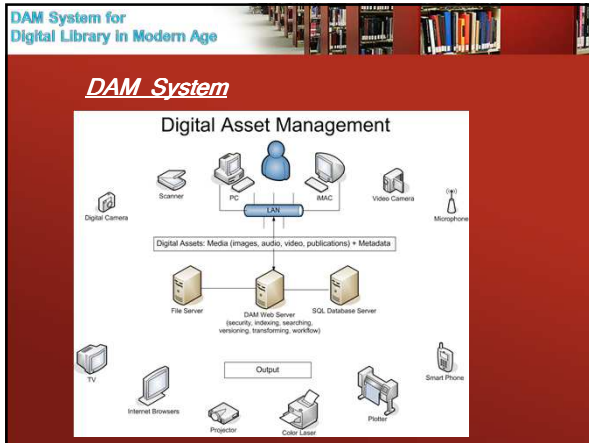 DAM System for
Digital Library in Modern Age
DAM System
Digital Asset Management
Scanner
PC
iMAC
Video Camera
Digital Camera
LAN
Microphone
Digital Assets: Media (images, audio, video, publications) + Metadata
File Server
DAM Web Server
(security, indexing, searching,
versioning, transforming, workflow)
SQL Database Server
TV
Output
Smart Phone
Internet Browsers
Projector
Color Laser
Plotter